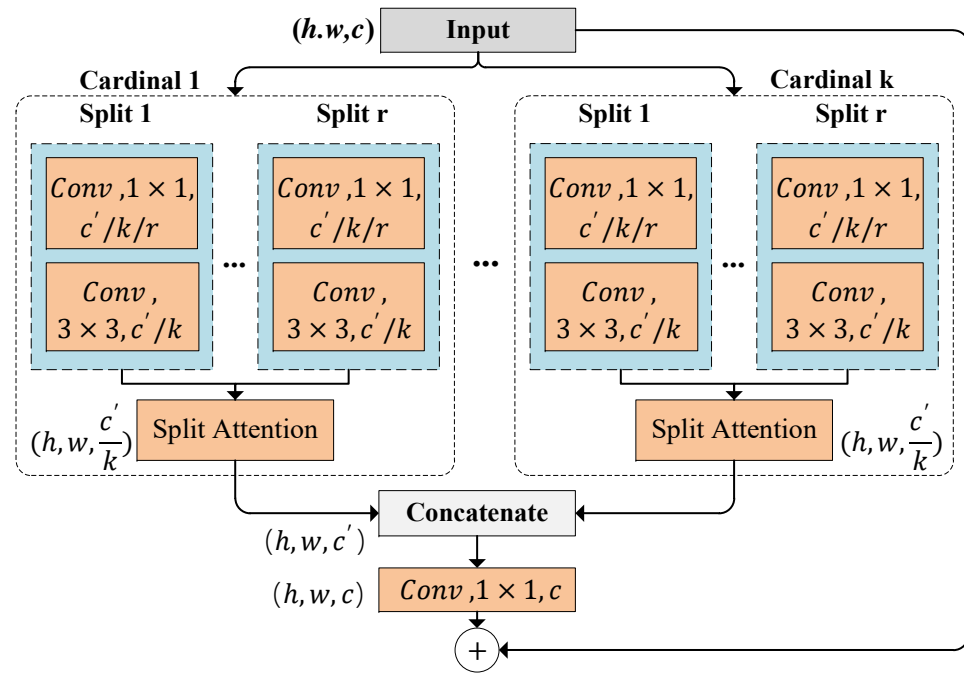 (h.w,c)
Input
Cardinal 1
Cardinal k
Split 1
Split r
Split 1
Split r
Conv ,1 × 1,
c′/k/r
Conv ,1 × 1,
c′/k/r
Conv ,1 × 1,
c′/k/r
Conv ,1 × 1,
c′/k/r
...
...
...
Conv ,
3 × 3, c′/k
Conv ,
3 × 3, c′/k
Conv ,
3 × 3, c′/k
Conv ,
3 × 3, c′/k
(h, w, c′/k)
Split Attention
Split Attention
(h, w, c′/k)
Concatenate
(h, w, c′)
(h, w, c)
Conv ,1 × 1, c
+